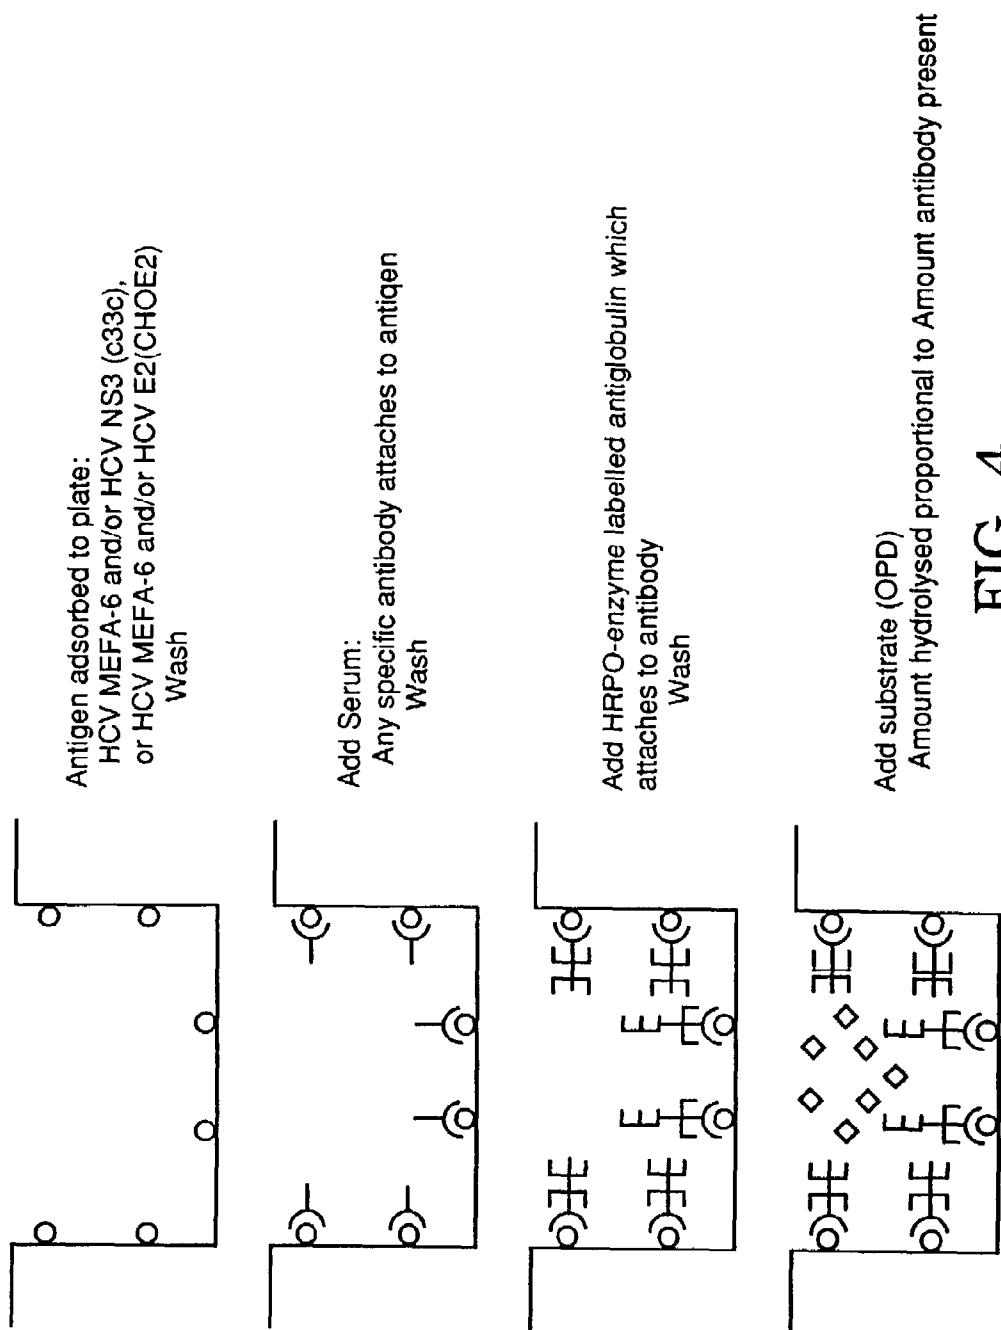 Antigen adsorbed to plate:
HCV MEFA-6 and/or HCV NS3 (c33c),
or HCV MEFA-6 and/or HCV E2(CHOE2)
Wash
Add Serum:
Any specific antibody attaches to antigen
Wash
Add HRPO-enzyme labelled antiglobulin which
attaches to antibody
Wash
Add substrate (OPD)
Amount hydrolysed proportional to Amount antibody present
E
E
E
E
FIG. 4